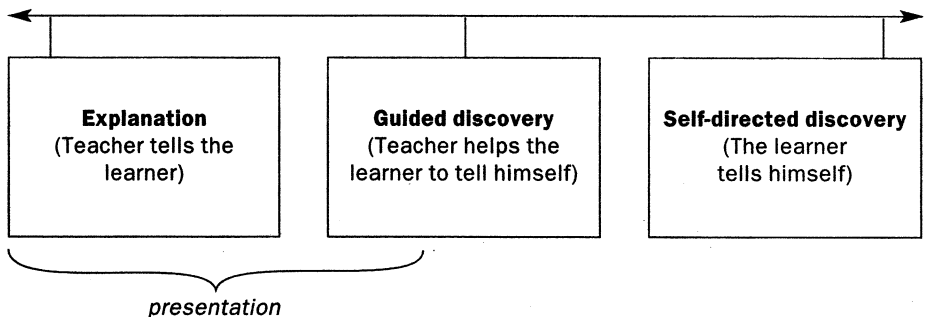 Explanation
(Teacher tells the
learner)
Guided discovery
(Teacher helps the
learner to tell himself)
Self-directed discovery
(The learner
tells himself)
presentation